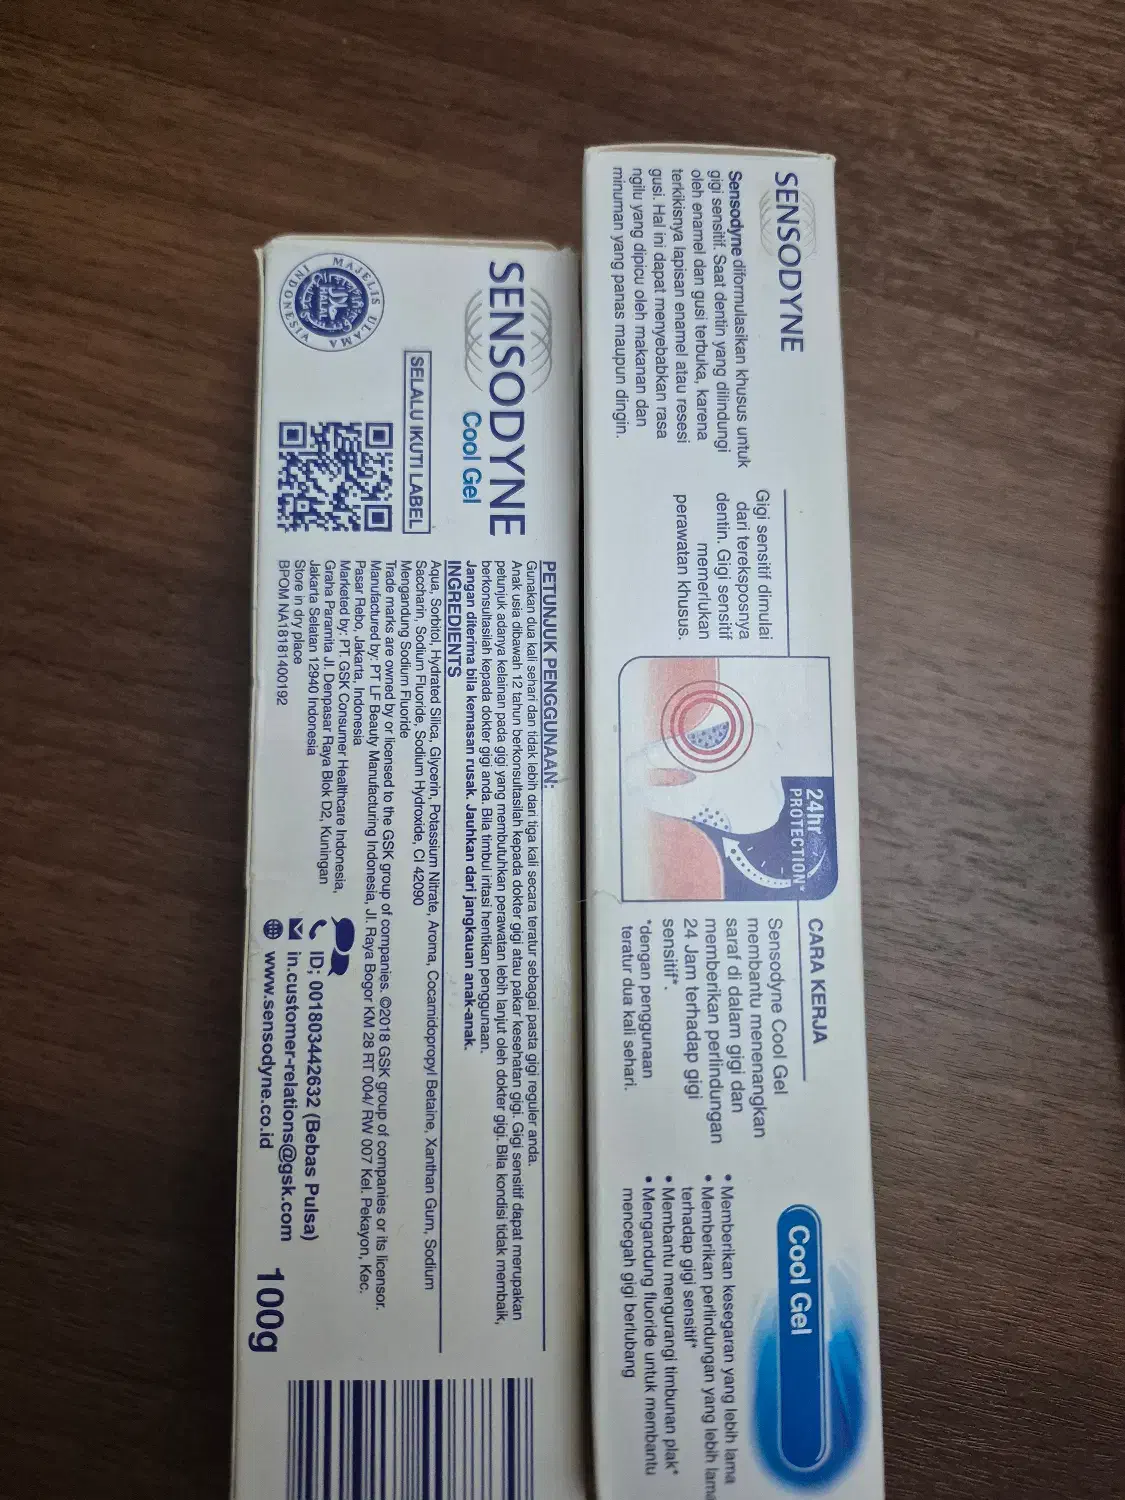 SENSODYNE
Sensodyne diformulasikan khusus untuk
gigi sensitif. Saat dentin yang dilindungi
oleh enamel dan gusi terbuka, karena
terkikisnya lapisan enamel atau resesi
gusi. Hal ini dapat menyebabkan rasa
ngilu yang dipicu oleh makanan dan
minuman yang panas maupun dingin.
Gigi sensitif dimulai
dari tereksposnya
dentin. Gigi sensitif
memerlukan
perawatan khusus.
24hr
PROTECTION*
CARA KERJA
Sensodyne Cool Gel
membantu menenangkan
saraf di dalam gigi dan
memberikan perlindungan
24 Jam terhadap gigi
sensitif*.
*dengan penggunaan
teratur dua kali sehari.
Cool Gel
• Memberikan kesegaran yang lebih lama
• Memberikan perlindungan yang lebih lama
terhadap gigi sensitif*
• Membantu mengurangi timbunan plak*
• Mengandung fluoride untuk membantu
mencegah gigi berlubang
SENSODYNE
Cool Gel
SELALU IKUTI LABEL
MAJELIS ULAMA INDONESIA
HALAL
PETUNJUK PENGGUNAAN:
Gunakan dua kali sehari dan tidak lebih dari tiga kali secara teratur sebagai pasta gigi reguler anda.
Anak usia dibawah 12 tahun berkonsultasilah kepada dokter gigi atau pakar kesehatan gigi. Gigi sensitif dapat merupakan
petunjuk adanya kelainan pada gigi yang membutuhkan perawatan lebih lanjut oleh dokter gigi. Bila kondisi tidak membaik,
berkonsultasilah kepada dokter gigi anda. Bila timbul iritasi hentikan penggunaan.
Jangan diterima bila kemasan rusak. Jauhkan dari jangkauan anak-anak.
INGREDIENTS
Aqua, Sorbitol, Hydrated Silica, Glycerin, Potassium Nitrate, Aroma, Cocamidopropyl Betaine, Xanthan Gum, Sodium
Saccharin, Sodium Fluoride, Sodium Hydroxide, CI 42090
Mengandung Sodium Fluoride
Trade marks are owned by or licensed to the GSK group of companies. ©2018 GSK group of companies or its licensor.
Manufactured by: PT LF Beauty Manufacturing Indonesia, Jl. Raya Bogor KM 28 RT 004/ RW 007 Kel. Pekayon, Kec.
Pasar Rebo, Jakarta, Indonesia
Marketed by: PT. GSK Consumer Healthcare Indonesia,
Graha Paramita Jl. Denpasar Raya Blok D2, Kuningan
Jakarta Selatan 12940 Indonesia
Store in dry place
BPOM NA18181400192
ID; 001803442632 (Bebas Pulsa)
in.customer-relations@gsk.com
www.sensodyne.co.id
100g